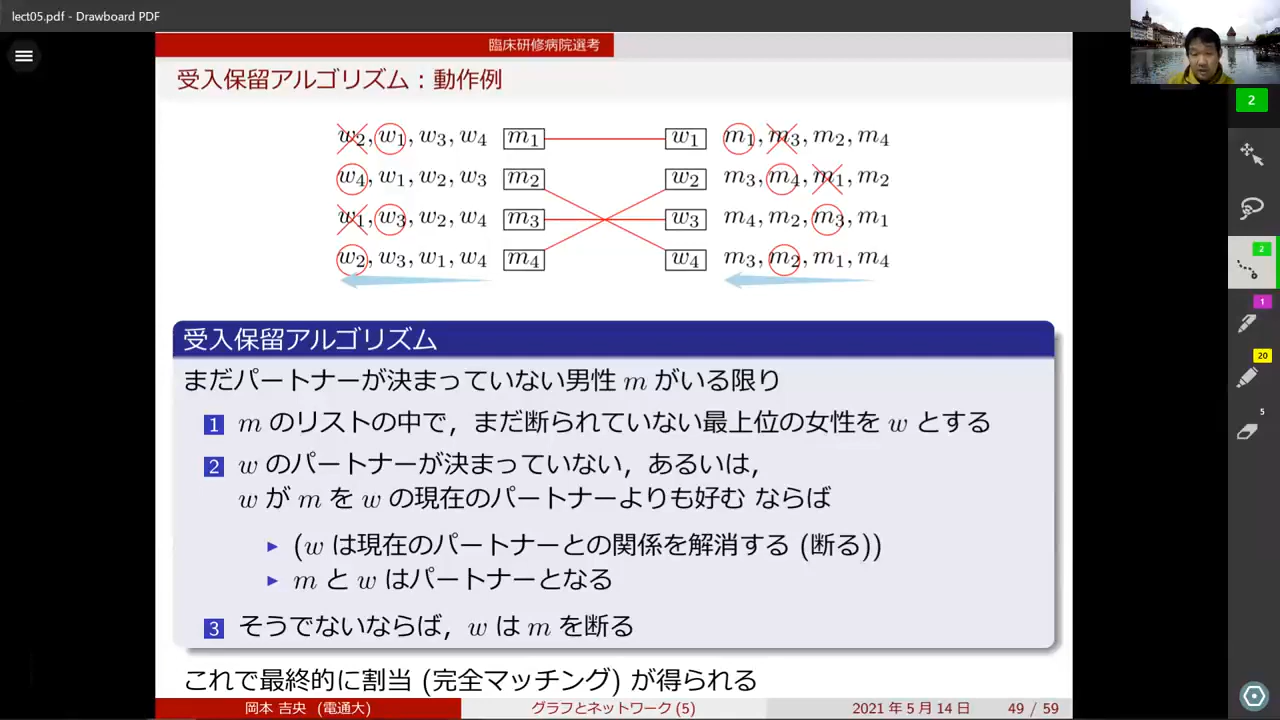 lect05.pdf - Drawboard PDF
臨床研修病院選考
受入保留アルゴリズム：動作例
w2, w1, w3, w4 m1 w1 m1, m3, m2, m4
w4, w1, w2, w3 m2 w2 m3, m4, m1, m2
w1, w3, w2, w4 m3 w3 m4, m2, m3, m1
w2, w3, w1, w4 m4 w4 m3, m2, m1, m4
受入保留アルゴリズム
まだパートナーが決まっていない男性 m がいる限り
1 m のリストの中で，まだ断られていない最上位の女性を w とする
2 w のパートナーが決まっていない，あるいは，
w が m を w の現在のパートナーよりも好む ならば
▶ (w は現在のパートナーとの関係を解消する (断る))
▶ m と w はパートナーとなる
3 そうでないならば，w は m を断る
これで最終的に割当 (完全マッチング) が得られる
岡本 吉央 (電通大) グラフとネットワーク (5) 2021 年 5 月 14 日 49 / 59
2
2
1
20
5